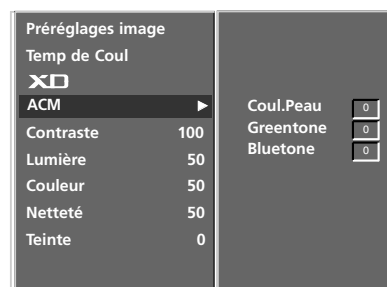 Préréglages image
Temp de Coul
XD
ACM ▶
Contraste 100
Lumière 50
Couleur 50
Netteté 50
Teinte 0
Coul.Peau 0
Greentone 0
Bluetone 0